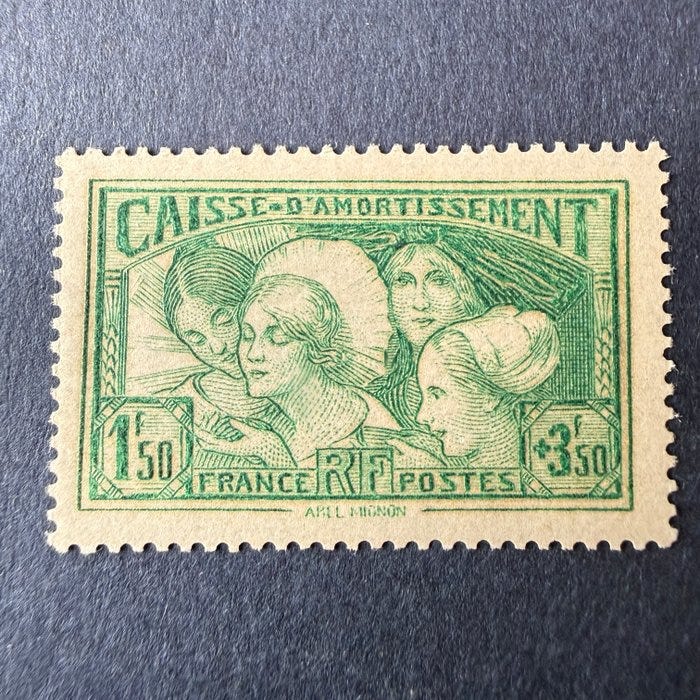 CAISSE-D'AMORTISSEMENT
1F50
+3F50
FRANCE RF POSTES
ABEL MIGNON